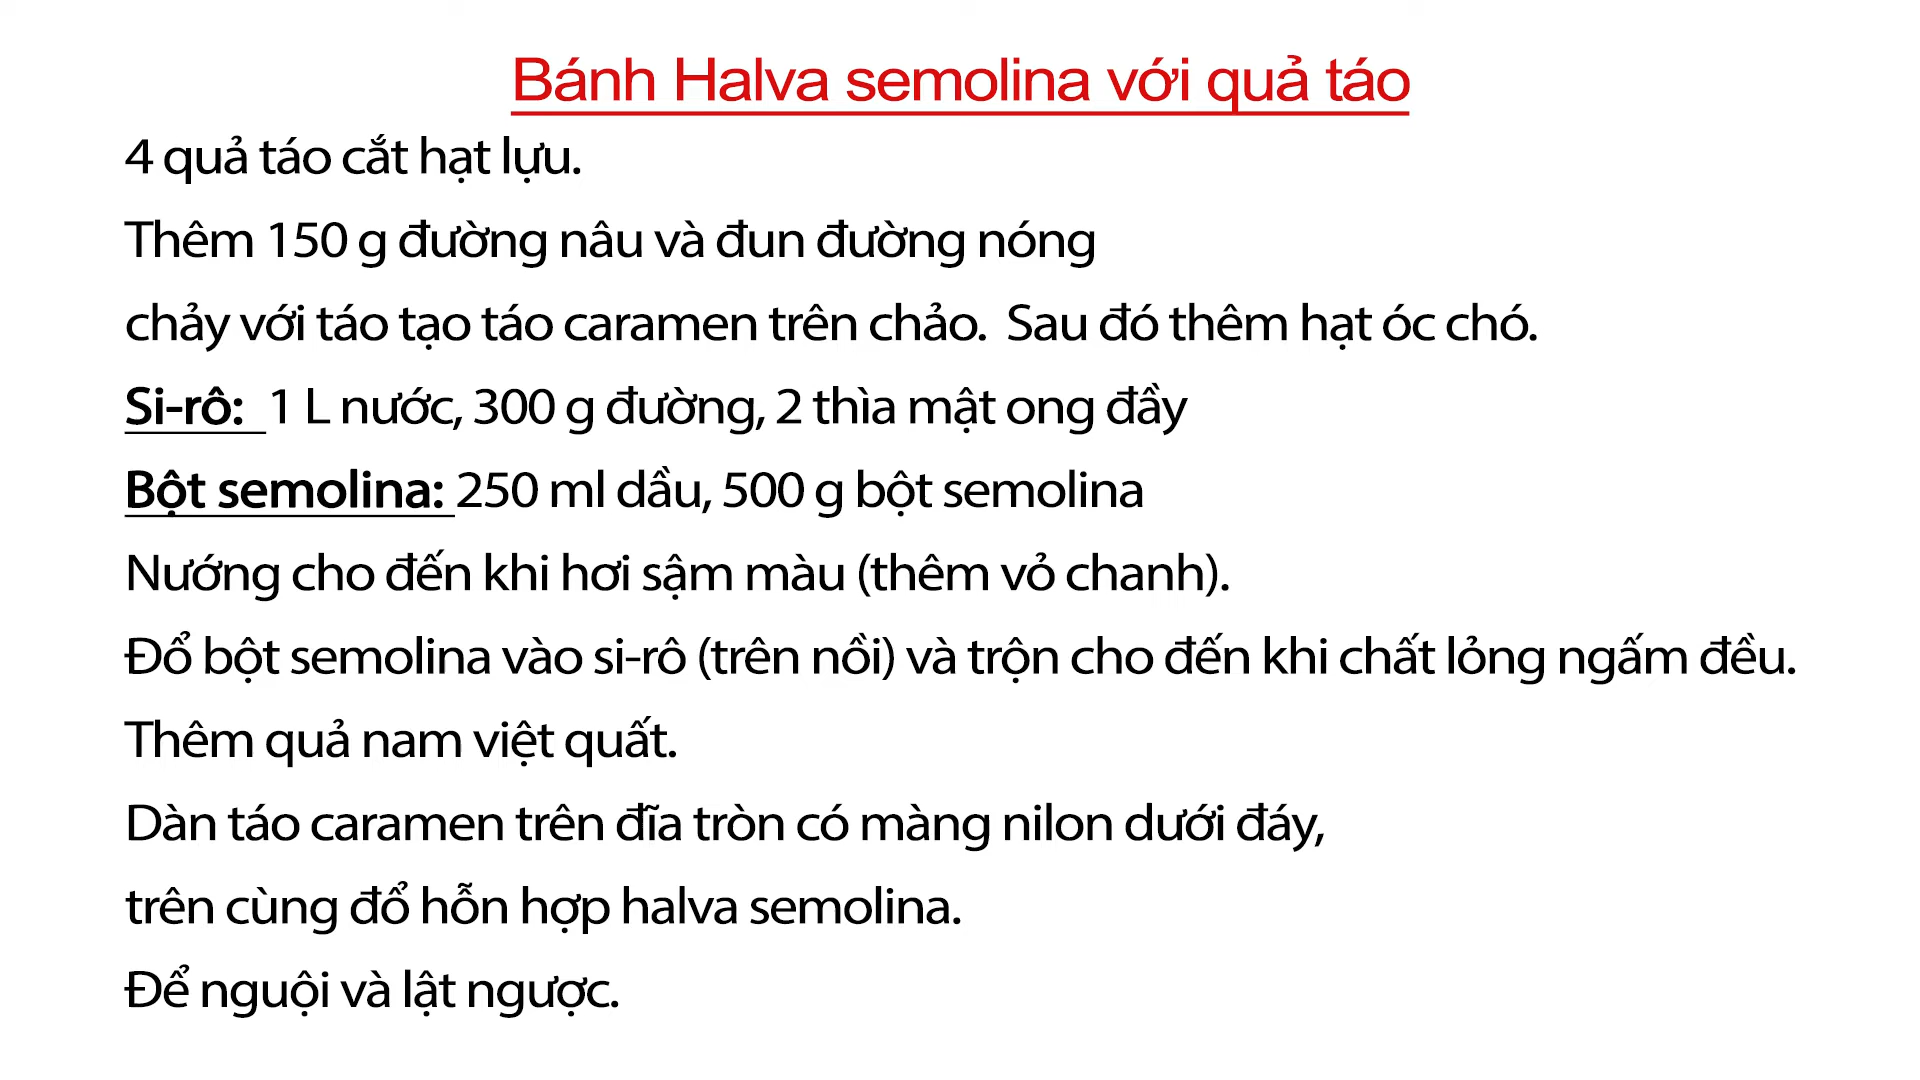 Bánh Halva semolina với quả táo
4 quả táo cắt hạt lựu.
Thêm 150 g đường nâu và đun đường nóng
chảy với táo tạo táo caramen trên chảo. Sau đó thêm hạt óc chó.
Si-rô: 1 L nước, 300 g đường, 2 thìa mật ong đầy
Bột semolina: 250 ml dầu, 500 g bột semolina
Nướng cho đến khi hơi sậm màu (thêm vỏ chanh).
Đổ bột semolina vào si-rô (trên nồi) và trộn cho đến khi chất lỏng ngấm đều.
Thêm quả nam việt quất.
Dàn táo caramen trên đĩa tròn có màng nilon dưới đáy,
trên cùng đổ hỗn hợp halva semolina.
Để nguội và lật ngược.